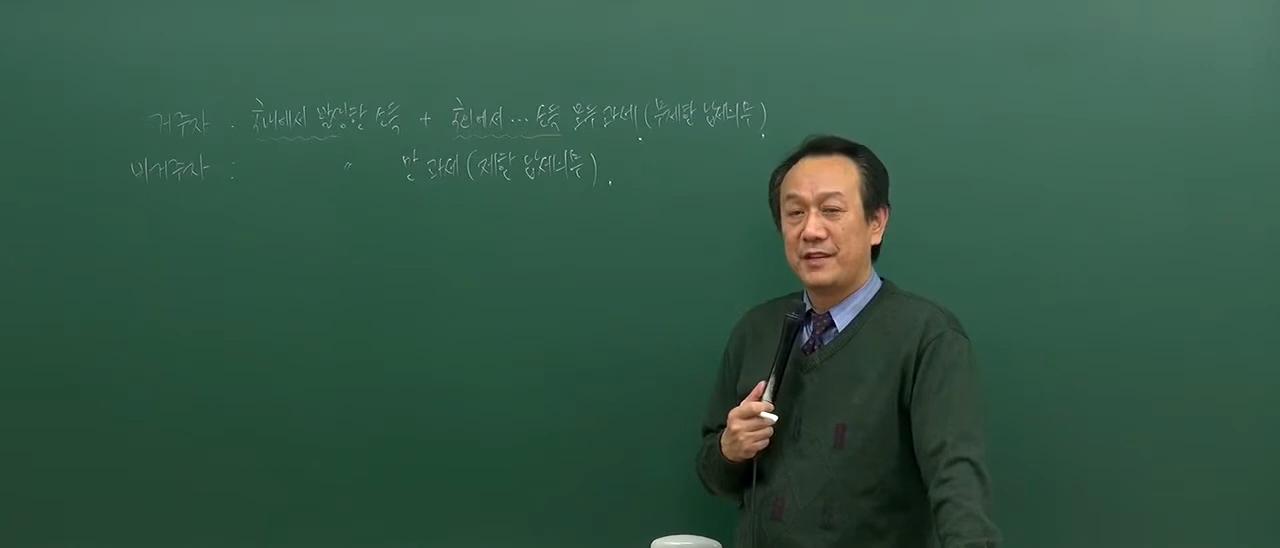 거주자 : 국내에서 발생한 소득 + 국외에서 … 소득 모두 과세 (무제한 납세의무)
비거주자 : 〃 만 과세 (제한 납세의무).